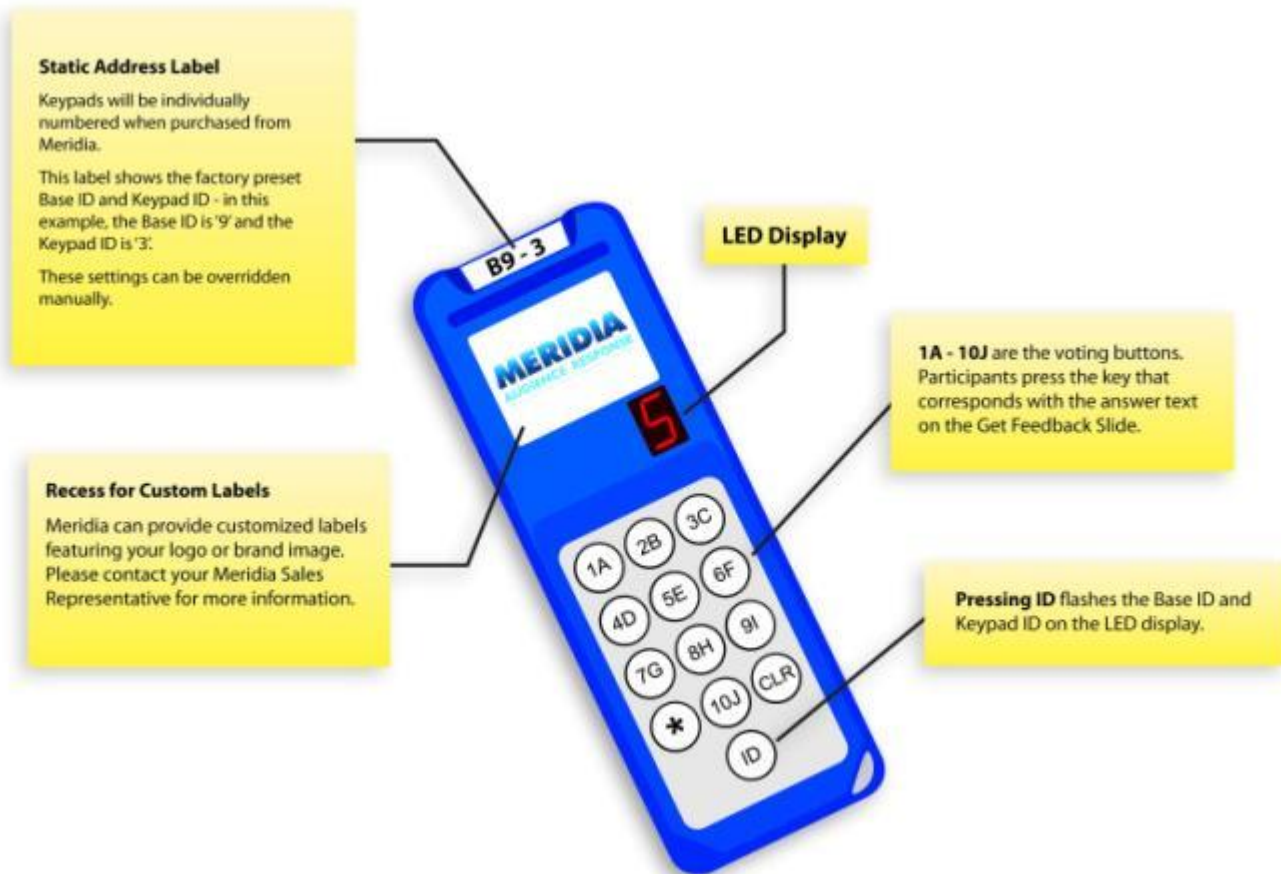 Static Address Label
Keypads will be individually
numbered when purchased from
Meridia.
This label shows the factory preset
Base ID and Keypad ID - in this
example, the Base ID is '9' and the
Keypad ID is '3'.
These settings can be overridden
manually.
B9 - 3
LED Display
MERIDIA
AUDIENCE RESPONSE
5
1A - 10J are the voting buttons.
Participants press the key that
corresponds with the answer text
on the Get Feedback Slide.
Recess for Custom Labels
Meridia can provide customized labels
featuring your logo or brand image.
Please contact your Meridia Sales
Representative for more information.
1A 2B 3C
4D 5E 6F
7G 8H 9I
* 10J CLR
ID
Pressing ID flashes the Base ID and
Keypad ID on the LED display.